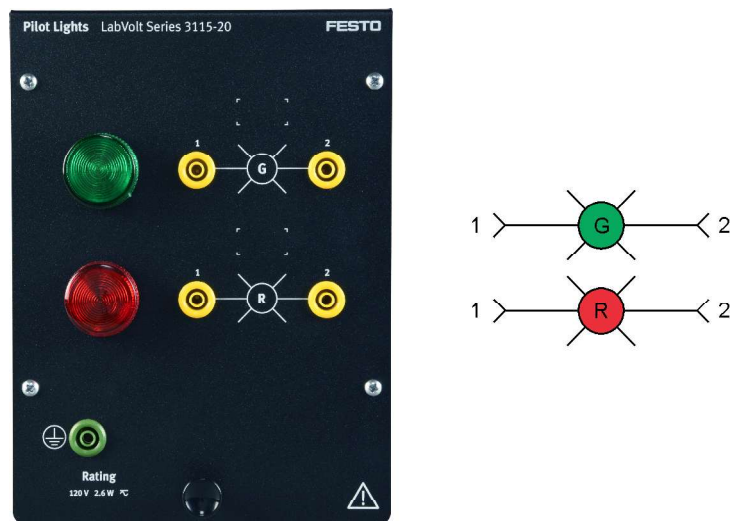 Pilot Lights LabVolt Series 3115-20 FESTO
1 2
G
1 2
R
Rating
120 V 2.6 W
1 G 2
1 R 2